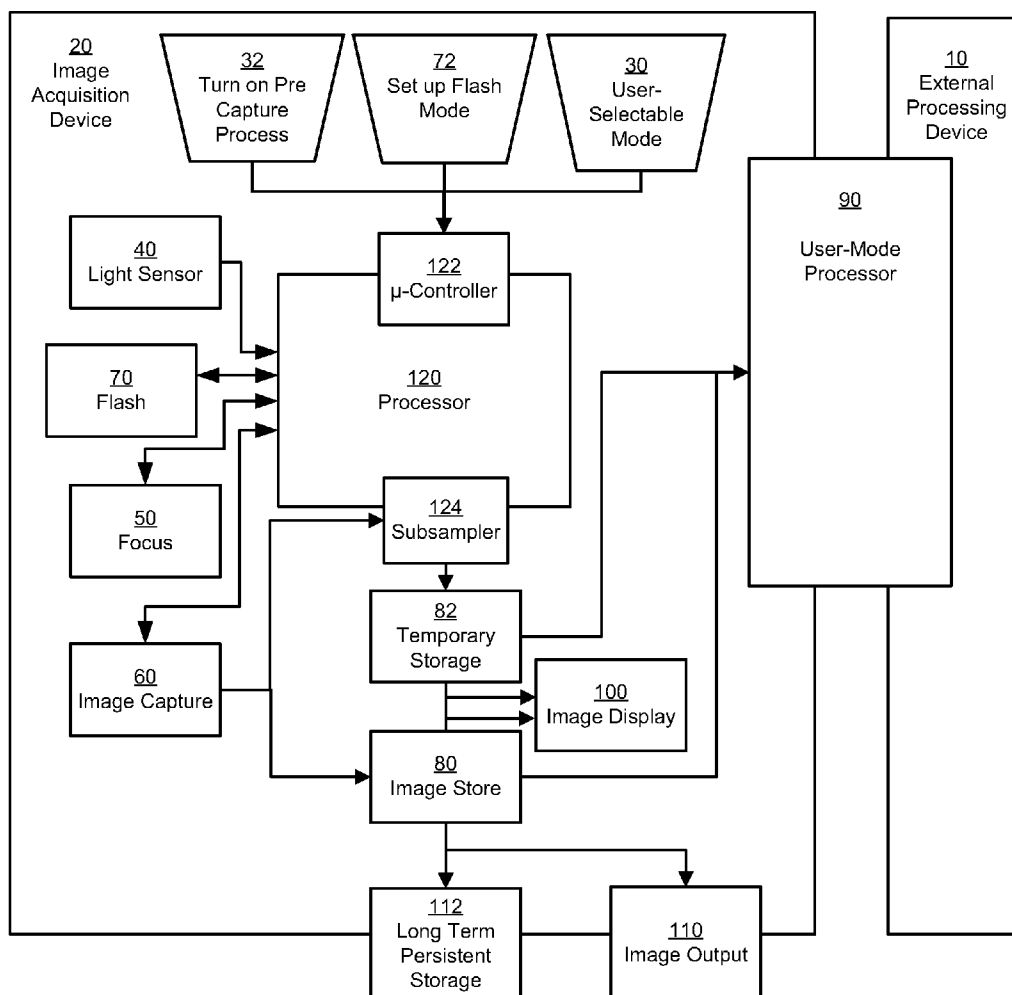 20
Image
Acquisition
Device
32
Turn on Pre
Capture
Process
72
Set up Flash
Mode
30
User-
Selectable
Mode
10
External
Processing
Device
90
User-Mode
Processor
40
Light Sensor
122
µ-Controller
70
Flash
120
Processor
50
Focus
124
Subsampler
82
Temporary
Storage
60
Image Capture
100
Image Display
80
Image Store
112
Long Term
Persistent
Storage
110
Image Output